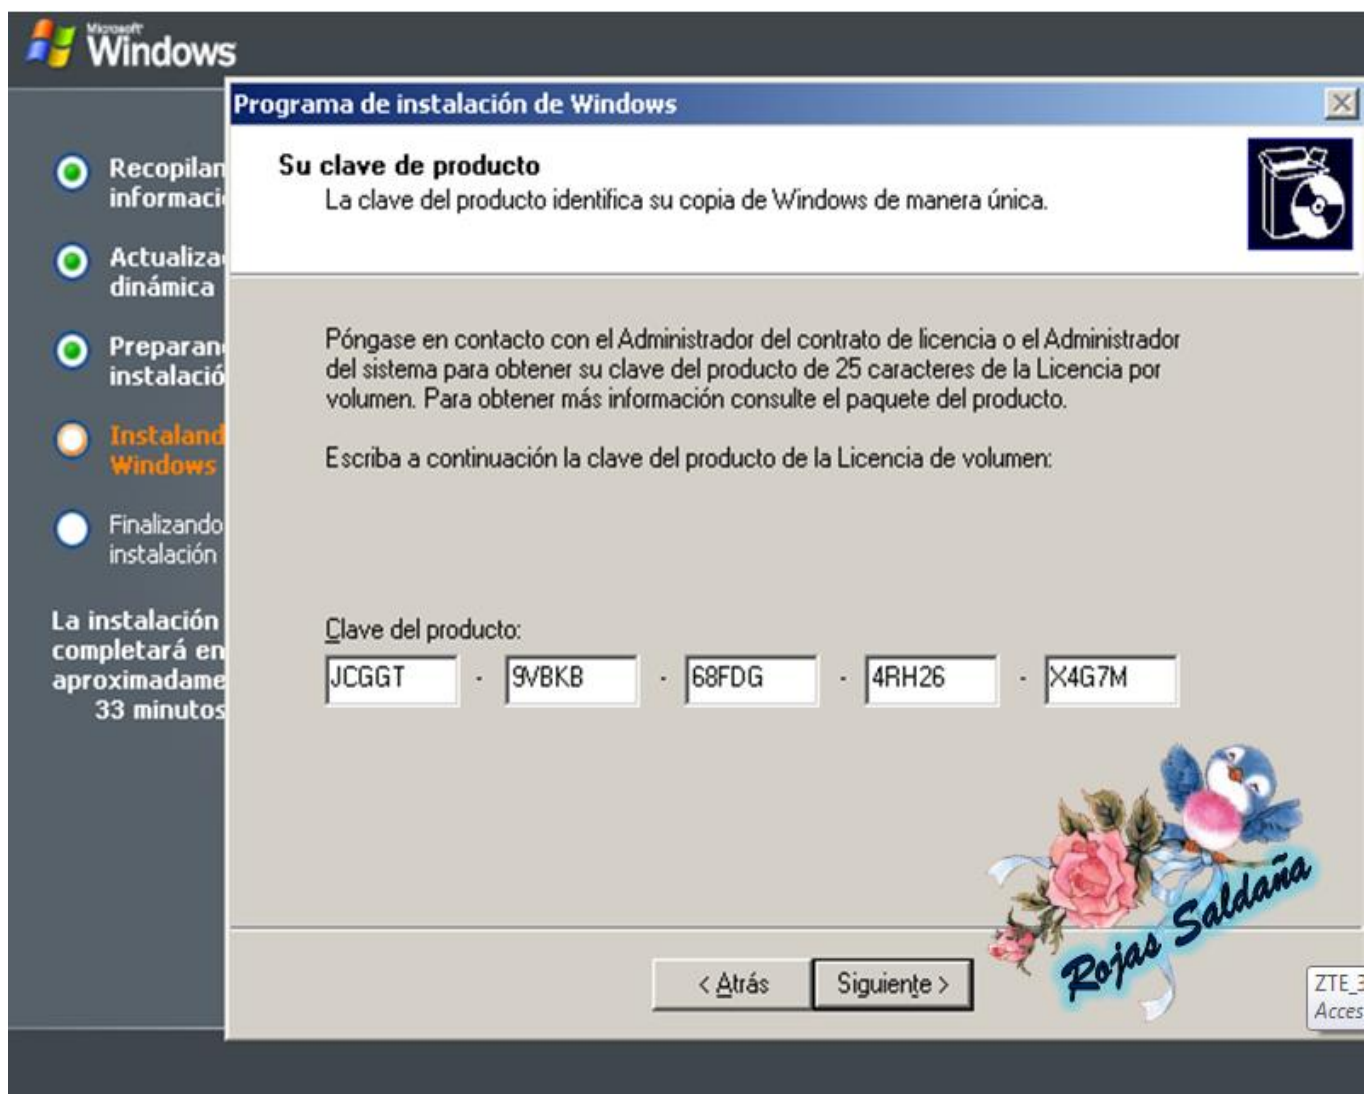 Microsoft
Windows
Programa de instalación de Windows
Recopilan
informaci
Actualiza
dinámica
Preparan
instalació
Instaland
Windows
Finalizando
instalación
La instalación
completará en
aproximadame
33 minutos
Su clave de producto
La clave del producto identifica su copia de Windows de manera única.
Póngase en contacto con el Administrador del contrato de licencia o el Administrador
del sistema para obtener su clave del producto de 25 caracteres de la Licencia por
volumen. Para obtener más información consulte el paquete del producto.
Escriba a continuación la clave del producto de la Licencia de volumen:
Clave del producto:
JCGGT - 9VBKB - 68FDG - 4RH26 - X4G7M
< Atrás Siguiente >
Rojas Saldaña
ZTE_3
Acces